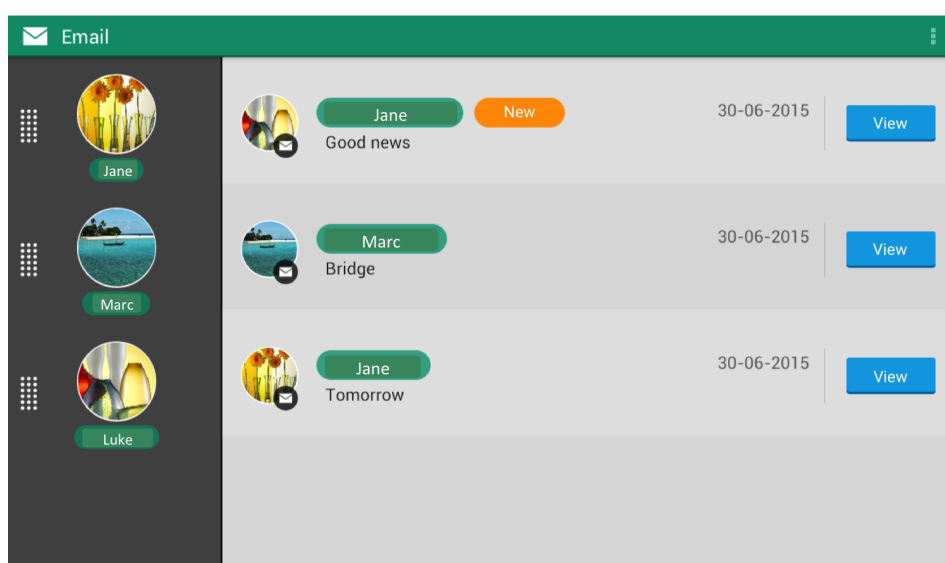 Email
Jane
Marc
Luke
Jane New 30-06-2015 View
Good news
Marc 30-06-2015 View
Bridge
Jane 30-06-2015 View
Tomorrow